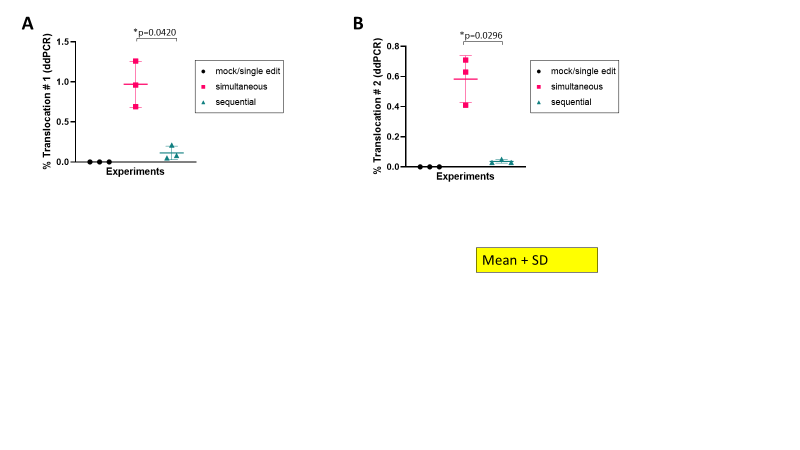 A
*p=0.0420
% Translocation # 1 (ddPCR)
1.5
1.0
0.5
0.0
Experiments
mock/single edit
simultaneous
sequential
B
*p=0.0296
% Translocation # 2 (ddPCR)
0.8
0.6
0.4
0.2
0.0
Experiments
mock/single edit
simultaneous
sequential
Mean + SD